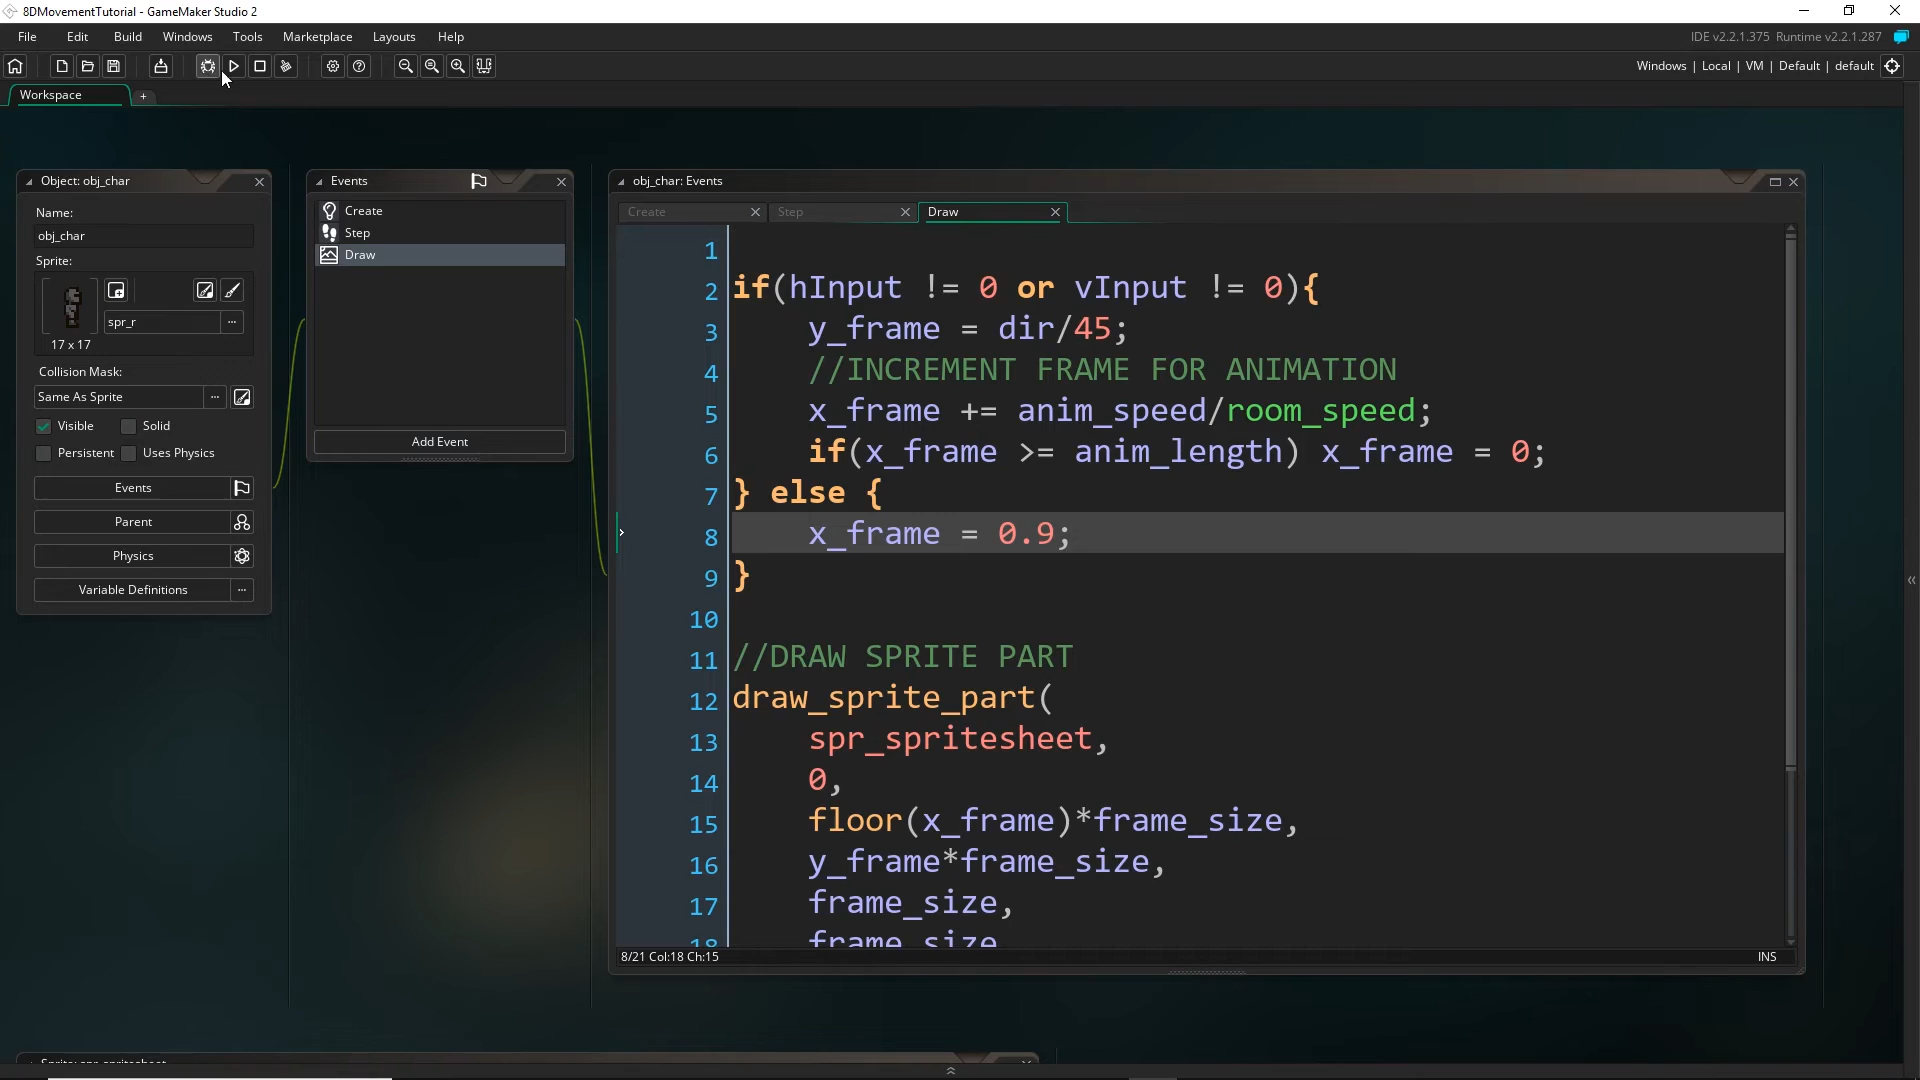 8DMovementTutorial - GameMaker Studio 2
File Edit Build Windows Tools Marketplace Layouts Help
IDE v2.2.1.375 Runtime v2.2.1.287
Windows | Local | VM | Default | default
Workspace +
Object: obj_char
Name:
obj_char
Sprite:
spr_r
17 x 17
Collision Mask:
Same As Sprite
Visible Solid
Persistent Uses Physics
Events
Parent
Physics
Variable Definitions
Events
Create
Step
Draw
Add Event
obj_char: Events
Create Step Draw
1
2 if(hInput != 0 or vInput != 0){
3 y_frame = dir/45;
4 //INCREMENT FRAME FOR ANIMATION
5 x_frame += anim_speed/room_speed;
6 if(x_frame >= anim_length) x_frame = 0;
7 } else {
8 x_frame = 0.9;
9 }
10
11 //DRAW SPRITE PART
12 draw_sprite_part(
13 spr_spritesheet,
14 0,
15 floor(x_frame)*frame_size,
16 y_frame*frame_size,
17 frame_size,
18 frame_size
8/21 Col:18 Ch:15 INS
Sprite: spr_spritesheet